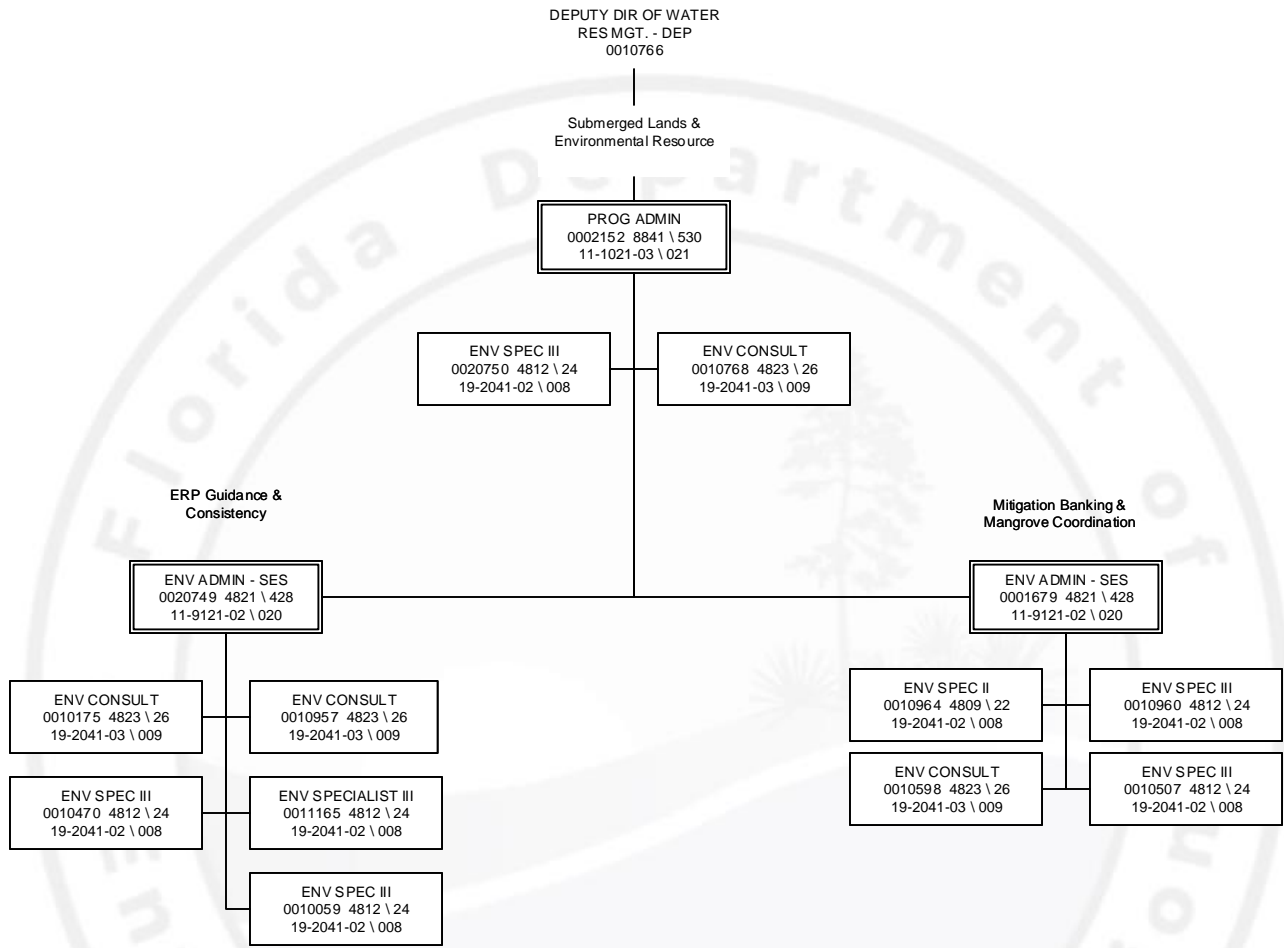 DEPUTY DIR OF WATER
RES MGT. - DEP
0010766
Submerged Lands &
Environmental Resource
PROG ADMIN
0002152 8841 \ 530
11-1021-03 \ 021
ENV SPEC III
0020750 4812 \ 24
19-2041-02 \ 008
ENV CONSULT
0010768 4823 \ 26
19-2041-03 \ 009
ERP Guidance &
Consistency
Mitigation Banking &
Mangrove Coordination
ENV ADMIN - SES
0020749 4821 \ 428
11-9121-02 \ 020
ENV ADMIN - SES
0001679 4821 \ 428
11-9121-02 \ 020
ENV CONSULT
0010175 4823 \ 26
19-2041-03 \ 009
ENV CONSULT
0010957 4823 \ 26
19-2041-03 \ 009
ENV SPEC III
0010470 4812 \ 24
19-2041-02 \ 008
ENV SPECIALIST III
0011165 4812 \ 24
19-2041-02 \ 008
ENV SPEC III
0010059 4812 \ 24
19-2041-02 \ 008
ENV SPEC II
0010964 4809 \ 22
19-2041-02 \ 008
ENV SPEC III
0010960 4812 \ 24
19-2041-02 \ 008
ENV CONSULT
0010598 4823 \ 26
19-2041-03 \ 009
ENV SPEC III
0010507 4812 \ 24
19-2041-02 \ 008
Florida Department of